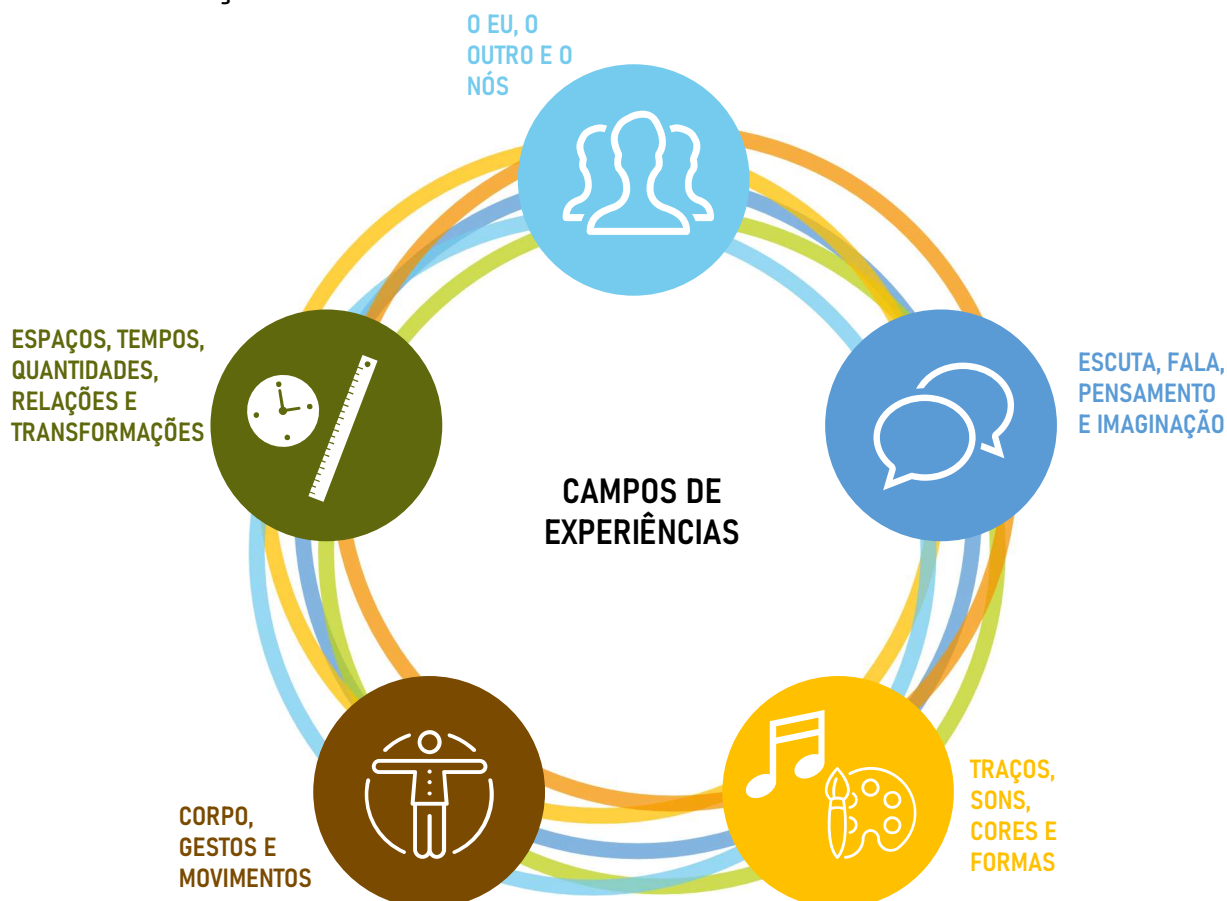 O EU, O
OUTRO E O
NÓS
ESPAÇOS, TEMPOS,
QUANTIDADES,
RELAÇÕES E
TRANSFORMAÇÕES
ESCUTA, FALA,
PENSAMENTO
E IMAGINAÇÃO
CAMPOS DE
EXPERIÊNCIAS
CORPO,
GESTOS E
MOVIMENTOS
TRAÇOS,
SONS,
CORES E
FORMAS